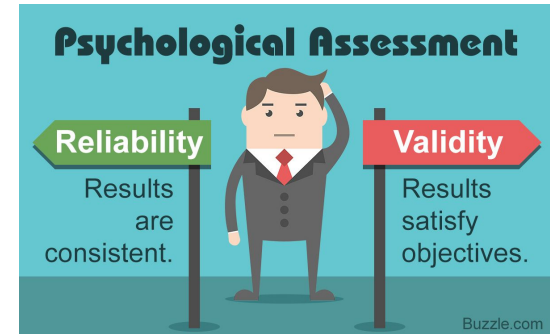 Psychological Assessment
Reliability
Results
are
consistent.
Validity
Results
satisfy
objectives.
Buzzle.com